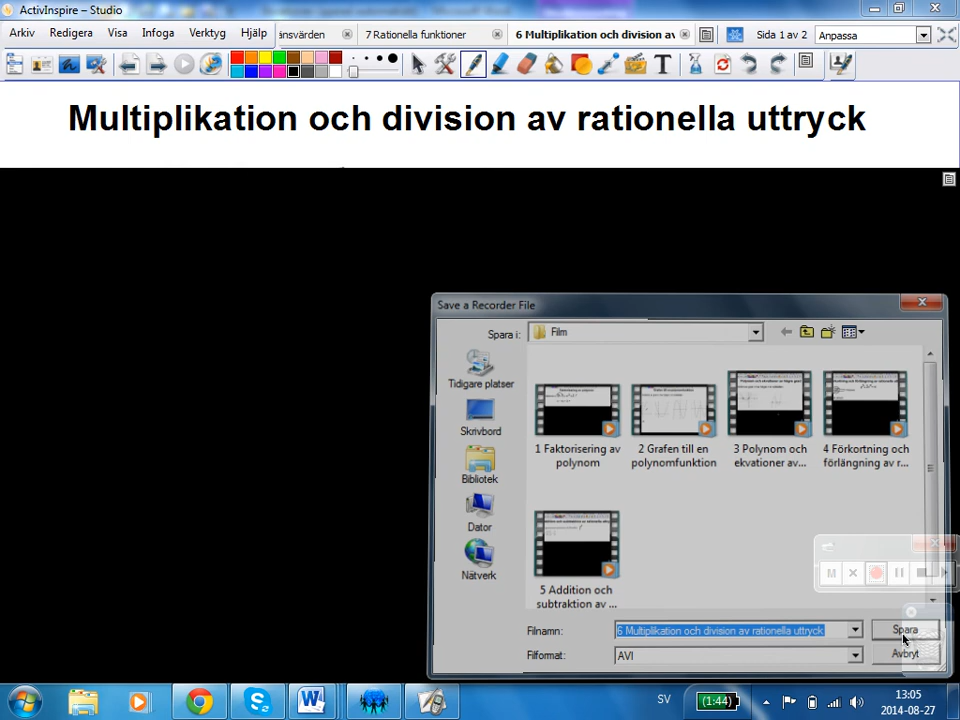 ActivInspire – Studio
Arkiv Redigera Visa Infoga Verktyg Hjälp
insvärden 7 Rationella funktioner 6 Multiplikation och division av Sida 1 av 2 Anpassa
T
Multiplikation och division av rationella uttryck
Save a Recorder File
Spara i: Film
Tidigare platser
Skrivbord
Bibliotek
Dator
Nätverk
1 Faktorisering av
polynom
2 Grafen till en
polynomfunktion
3 Polynom och
ekvationer av...
4 Förkortning och
förlängning av r...
5 Addition och
subtraktion av ...
M
Filnamn: 6 Multiplikation och division av rationella uttryck Spara
Filformat: AVI Avbryt
SV (1:44) 13:05
2014-08-27